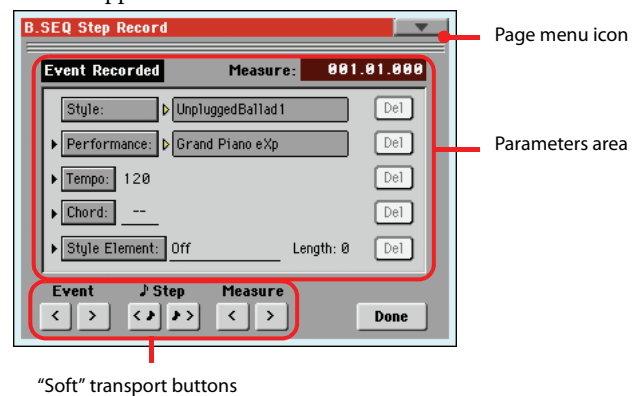 B.SEQ Step Record
Page menu icon
Event Recorded Measure: 001.01.000
Style: UnpluggedBallad1 Del
Performance: Grand Piano eXp Del
Parameters area
Tempo: 120 Del
Chord: -- Del
Style Element: Off Length: 0 Del
Event ♪ Step Measure
< > < ♪ ♪ > < > Done
“Soft” transport buttons